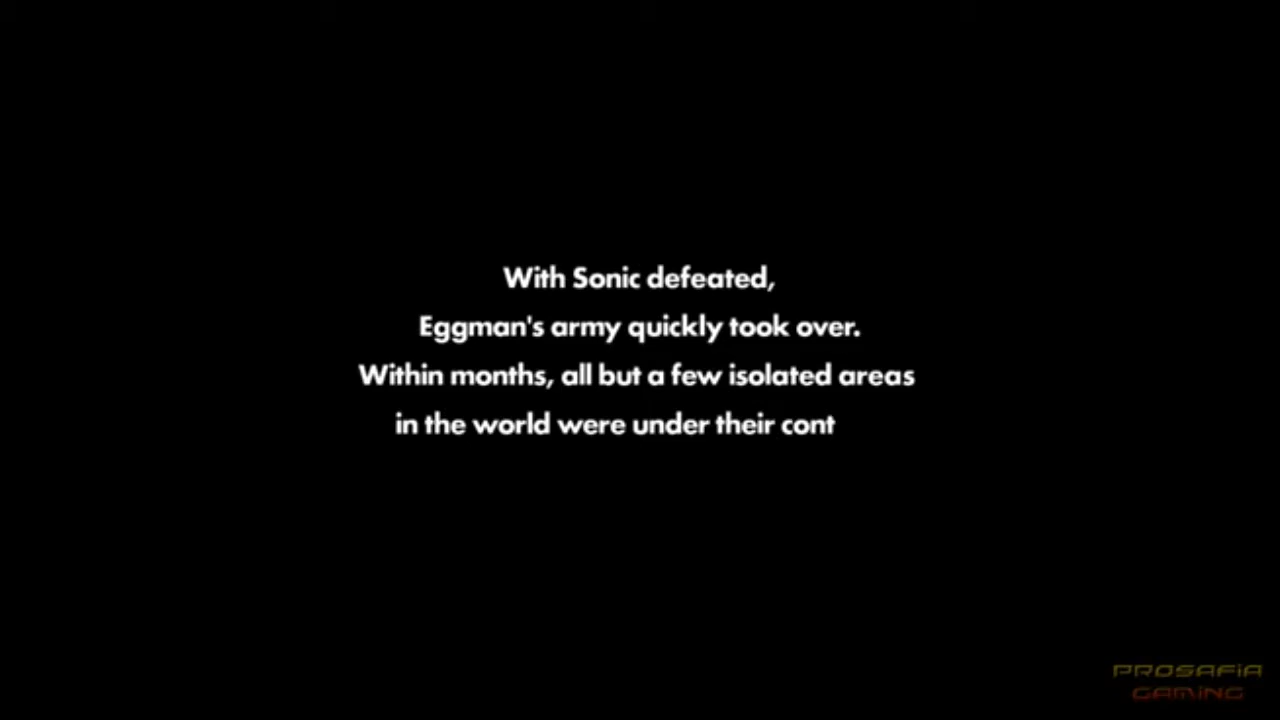 With Sonic defeated,
Eggman's army quickly took over.
Within months, all but a few isolated areas
in the world were under their cont
PROSAFiA
GAMiNG